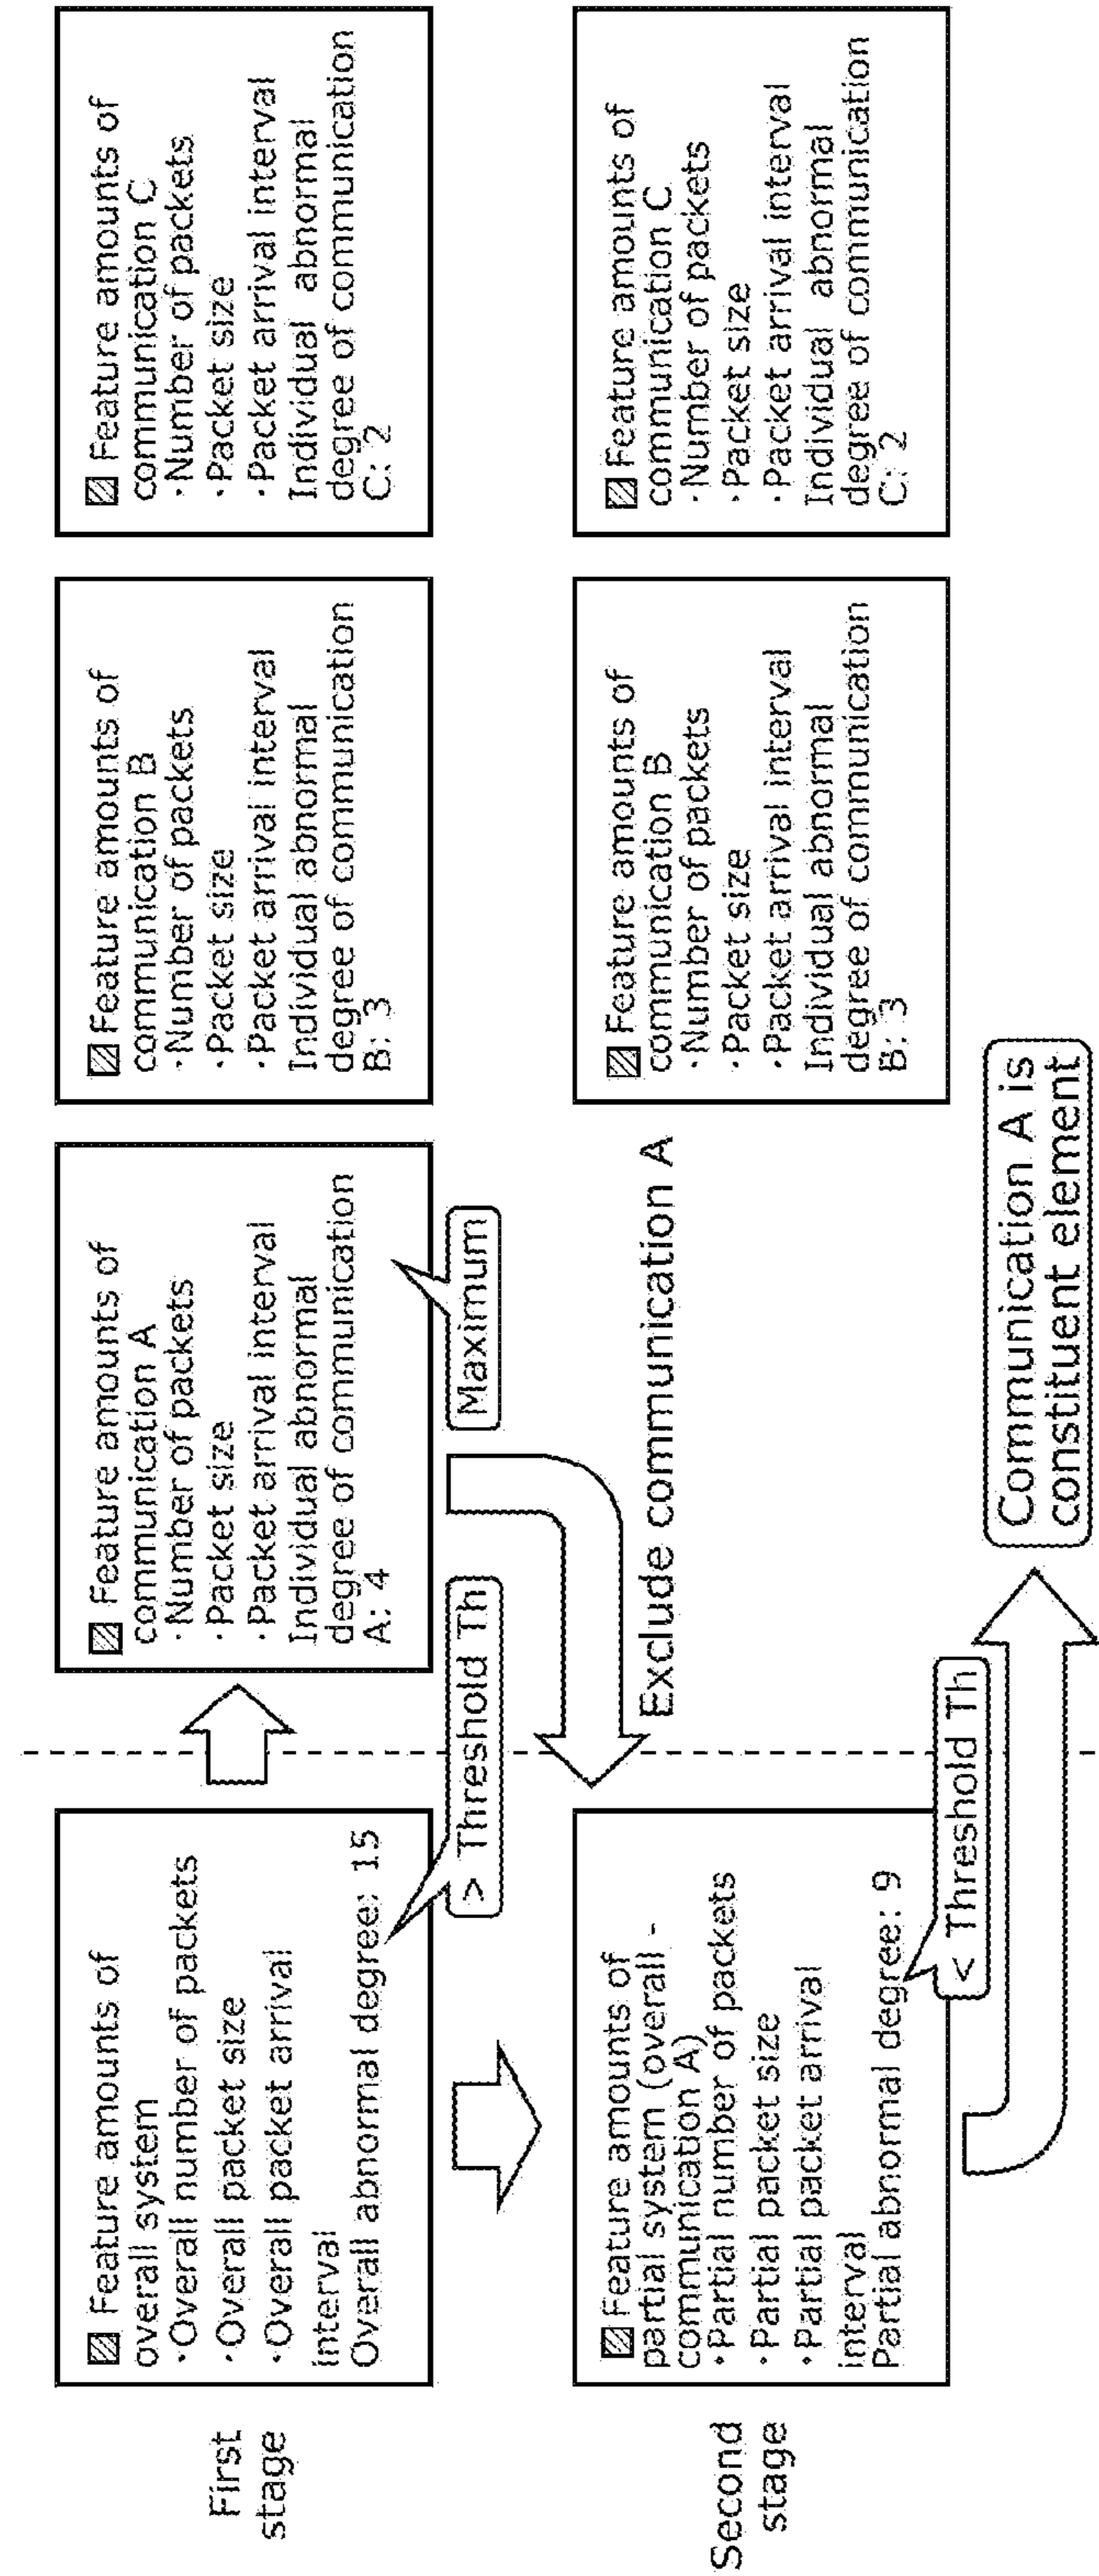 First
stage
Feature amounts of
overall system
·Overall number of packets
·Overall packet size
·Overall packet arrival
interval
Overall abnormal degree: 15
> Threshold Th
Feature amounts of
communication A
·Number of packets
·Packet size
·Packet arrival interval
Individual abnormal
degree of communication
A: 4
Maximum
Feature amounts of
communication B
·Number of packets
·Packet size
·Packet arrival interval
Individual abnormal
degree of communication
B: 3
Feature amounts of
communication C
·Number of packets
·Packet size
·Packet arrival interval
Individual abnormal
degree of communication
C: 2
Second
stage
Feature amounts of
partial system (overall -
communication A)
·Partial number of packets
·Partial packet size
·Partial packet arrival
interval
Partial abnormal degree: 9
< Threshold Th
Exclude communication A
Feature amounts of
communication B
·Number of packets
·Packet size
·Packet arrival interval
Individual abnormal
degree of communication
B: 3
Feature amounts of
communication C
·Number of packets
·Packet size
·Packet arrival interval
Individual abnormal
degree of communication
C: 2
Communication A is
constituent element